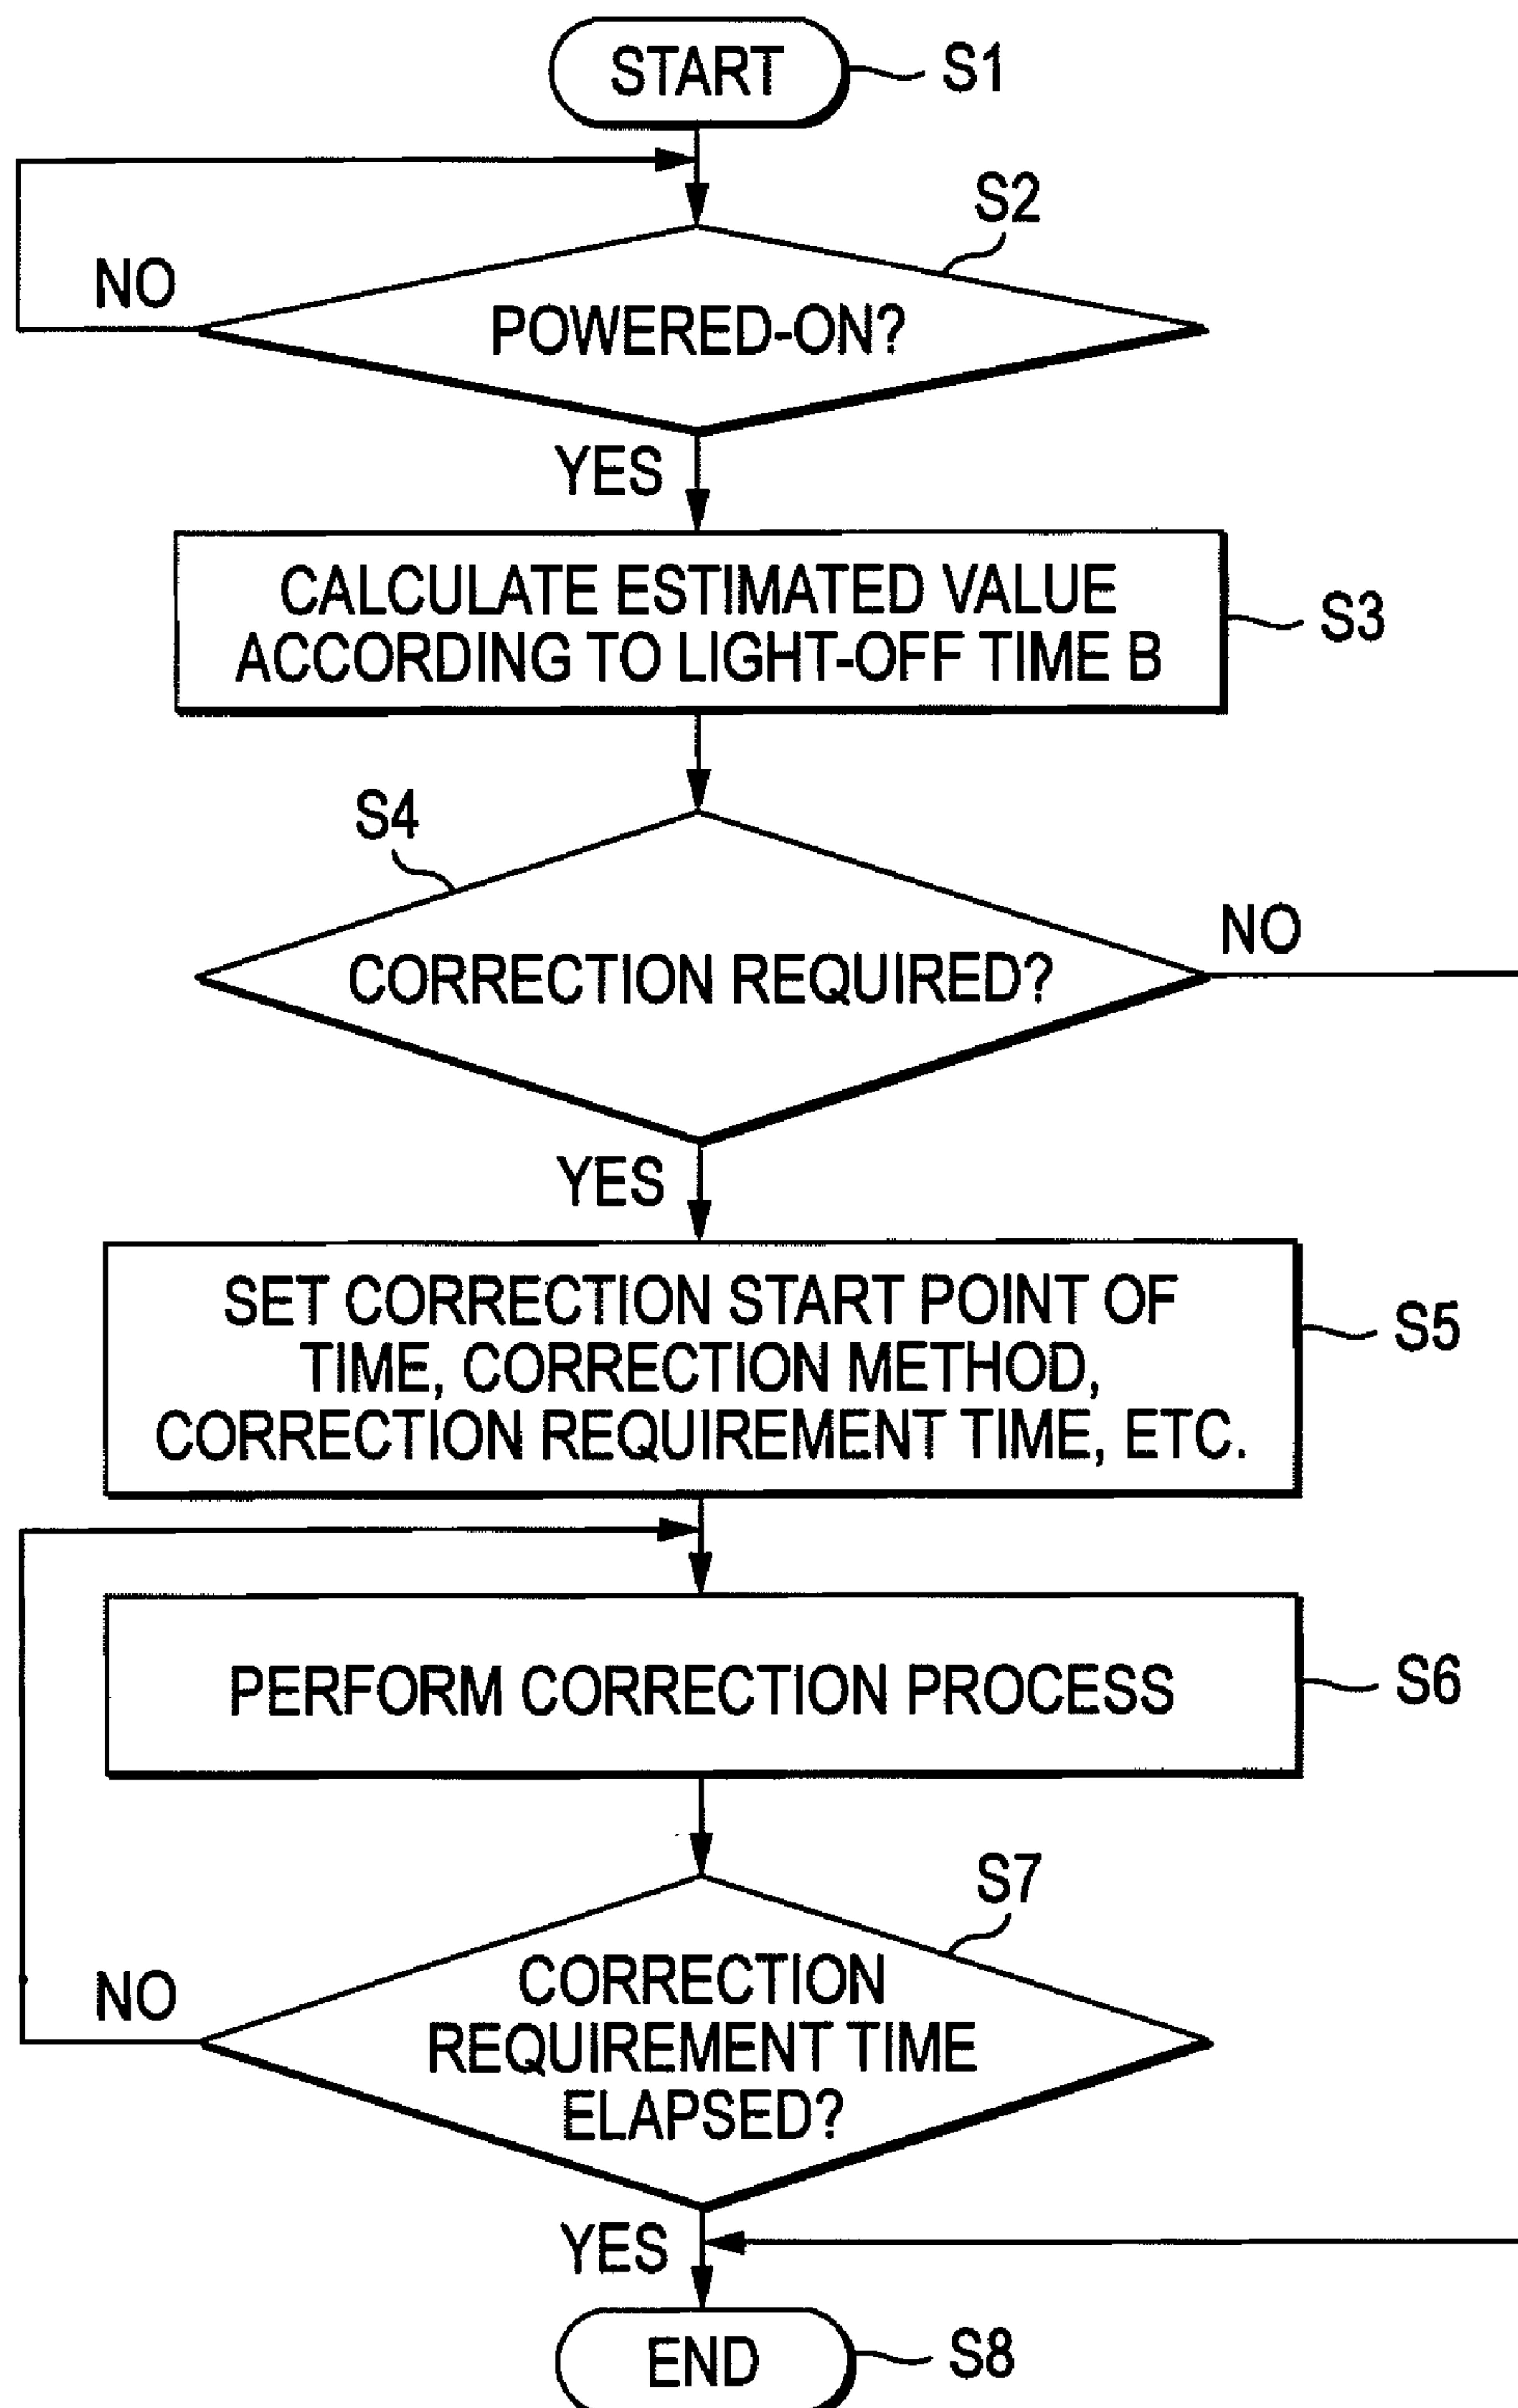 START
S1
S2
NO
POWERED-ON?
YES
CALCULATE ESTIMATED VALUE
ACCORDING TO LIGHT-OFF TIME B
S3
S4
NO
CORRECTION REQUIRED?
YES
SET CORRECTION START POINT OF
TIME, CORRECTION METHOD,
CORRECTION REQUIREMENT TIME, ETC.
S5
PERFORM CORRECTION PROCESS
S6
S7
NO
CORRECTION
REQUIREMENT TIME
ELAPSED?
YES
END
S8